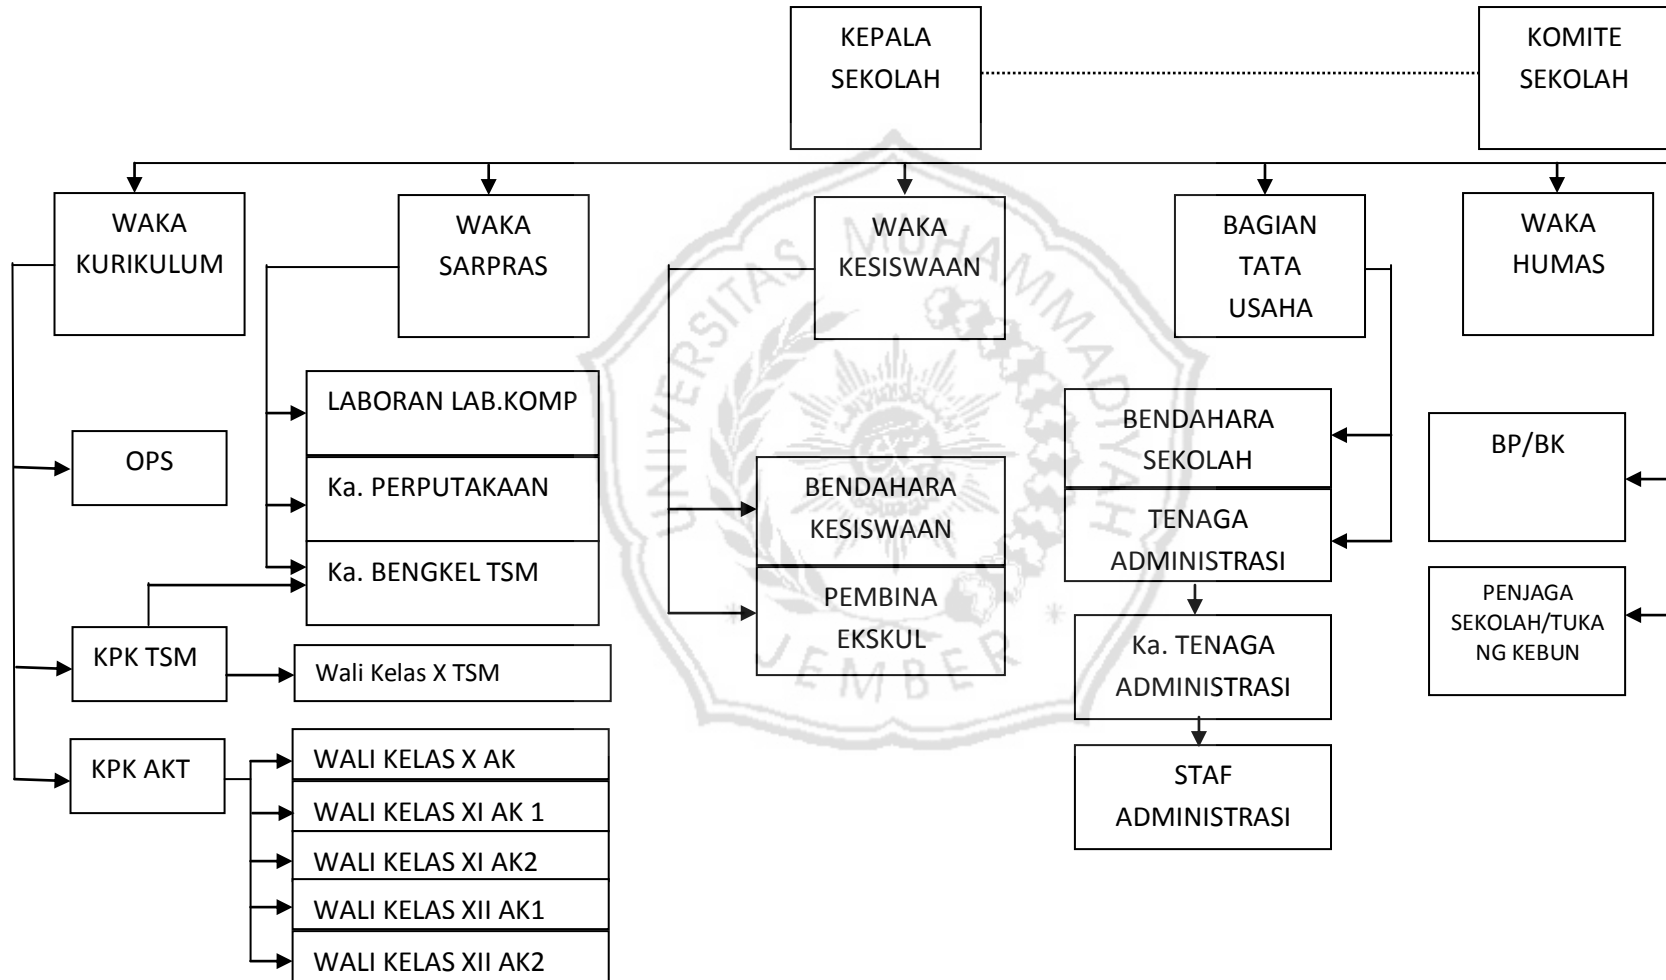 KEPALA
SEKOLAH
KOMITE
SEKOLAH
WAKA
KURIKULUM
WAKA
SARPRAS
WAKA
KESISWAAN
BAGIAN
TATA
USAHA
WAKA
HUMAS
LABORAN LAB.KOMP
Ka. PERPUTAKAAN
Ka. BENGKEL TSM
OPS
KPK TSM
Wali Kelas X TSM
KPK AKT
WALI KELAS X AK
WALI KELAS XI AK 1
WALI KELAS XI AK2
WALI KELAS XII AK1
WALI KELAS XII AK2
BENDAHARA
KESISWAAN
PEMBINA
EKSKUL
BENDAHARA
SEKOLAH
TENAGA
ADMINISTRASI
Ka. TENAGA
ADMINISTRASI
STAF
ADMINISTRASI
BP/BK
PENJAGA
SEKOLAH/TUKA
NG KEBUN
UNIVERSITAS MUHAMMADIYAH
JEMBER